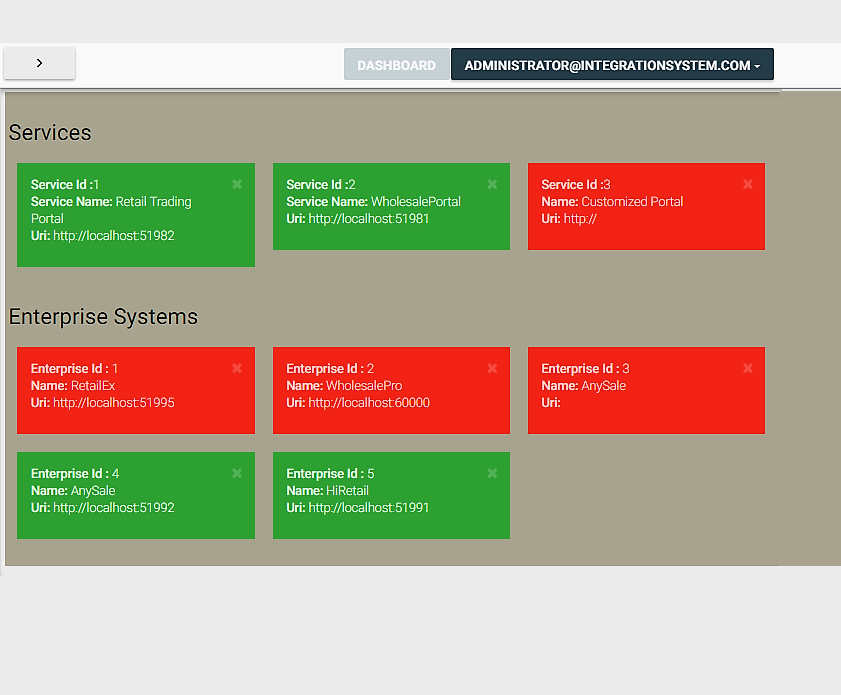 DASHBOARD
ADMINISTRATOR@INTEGRATIONSYSTEM.COM
Services
Service Id :1
Service Name: Retail Trading
Portal
Uri: http://localhost:51982
Service Id :2
Service Name: WholesalePortal
Uri: http://localhost:51981
Service Id :3
Name: Customized Portal
Uri: http://
Enterprise Systems
Enterprise Id : 1
Name: RetailEx
Uri: http://localhost:51995
Enterprise Id : 2
Name: WholesalePro
Uri: http://localhost:60000
Enterprise Id : 3
Name: AnySale
Uri:
Enterprise Id : 4
Name: AnySale
Uri: http://localhost:51992
Enterprise Id : 5
Name: HiRetail
Uri: http://localhost:51991